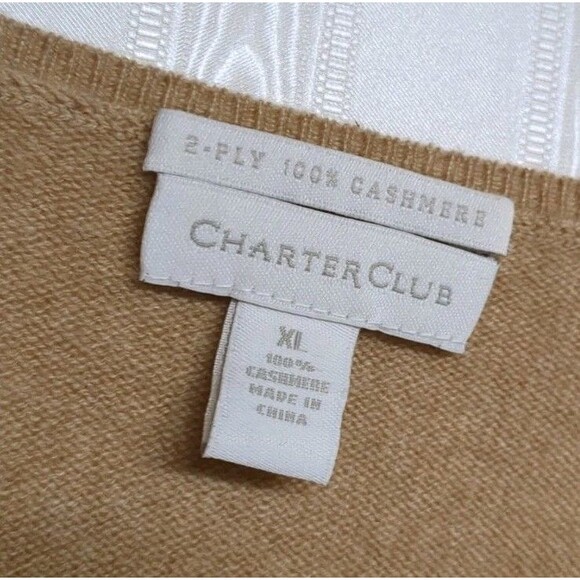 2-PLY 100% CASHMERE
CHARTER CLUB
XL
100%
CASHMERE
MADE IN
CHINA